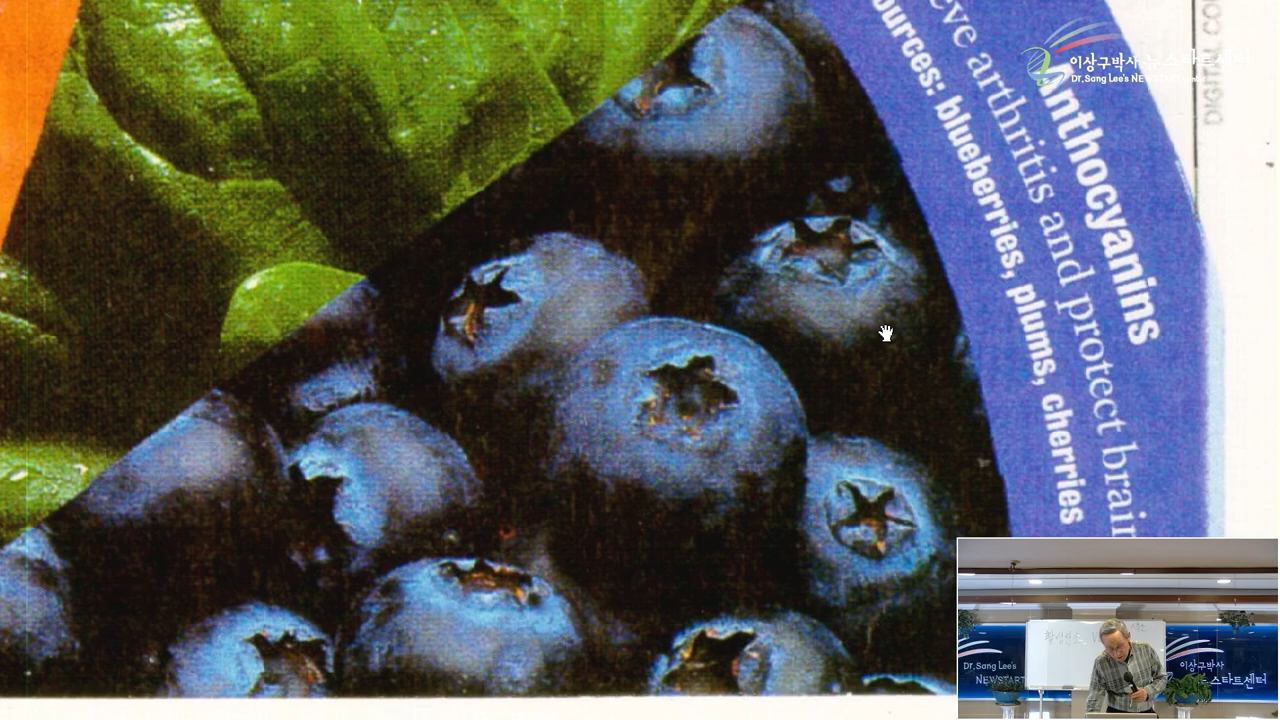 Anthocyanins
eve arthritis and protect brain
ources: blueberries, plums, cherries
DIGITAL CO
이상구박사 뉴스타트센터
Dr.Sang Lee's NEWSTART
Dr.Sang Lee's
NEWSTART
이상구박사
뉴스타트센터